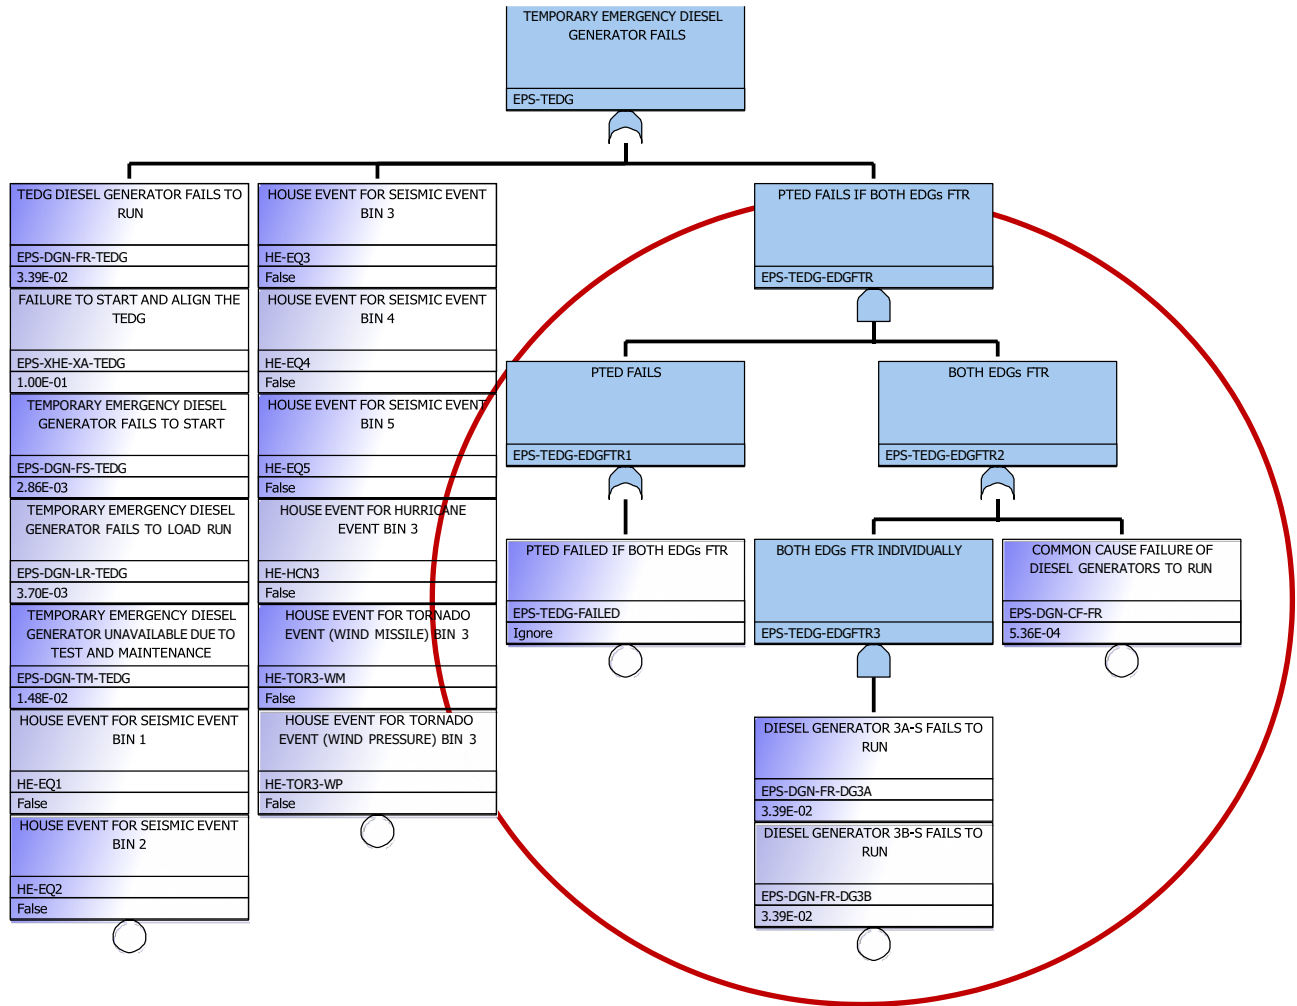 TEMPORARY EMERGENCY DIESEL
GENERATOR FAILS
EPS-TEDG
TEDG DIESEL GENERATOR FAILS TO
RUN
EPS-DGN-FR-TEDG
3.39E-02
FAILURE TO START AND ALIGN THE
TEDG
EPS-XHE-XA-TEDG
1.00E-01
TEMPORARY EMERGENCY DIESEL
GENERATOR FAILS TO START
EPS-DGN-FS-TEDG
2.86E-03
TEMPORARY EMERGENCY DIESEL
GENERATOR FAILS TO LOAD RUN
EPS-DGN-LR-TEDG
3.70E-03
TEMPORARY EMERGENCY DIESEL
GENERATOR UNAVAILABLE DUE TO
TEST AND MAINTENANCE
EPS-DGN-TM-TEDG
1.48E-02
HOUSE EVENT FOR SEISMIC EVENT
BIN 1
HE-EQ1
False
HOUSE EVENT FOR SEISMIC EVENT
BIN 2
HE-EQ2
False
HOUSE EVENT FOR SEISMIC EVENT
BIN 3
HE-EQ3
False
HOUSE EVENT FOR SEISMIC EVENT
BIN 4
HE-EQ4
False
HOUSE EVENT FOR SEISMIC EVENT
BIN 5
HE-EQ5
False
HOUSE EVENT FOR HURRICANE
EVENT BIN 3
HE-HCN3
False
HOUSE EVENT FOR TORNADO
EVENT (WIND MISSILE) BIN 3
HE-TOR3-WM
False
HOUSE EVENT FOR TORNADO
EVENT (WIND PRESSURE) BIN 3
HE-TOR3-WP
False
PTED FAILS IF BOTH EDGs FTR
EPS-TEDG-EDGFTR
PTED FAILS
EPS-TEDG-EDGFTR1
BOTH EDGs FTR
EPS-TEDG-EDGFTR2
PTED FAILED IF BOTH EDGs FTR
EPS-TEDG-FAILED
Ignore
BOTH EDGs FTR INDIVIDUALLY
EPS-TEDG-EDGFTR3
COMMON CAUSE FAILURE OF
DIESEL GENERATORS TO RUN
EPS-DGN-CF-FR
5.36E-04
DIESEL GENERATOR 3A-S FAILS TO
RUN
EPS-DGN-FR-DG3A
3.39E-02
DIESEL GENERATOR 3B-S FAILS TO
RUN
EPS-DGN-FR-DG3B
3.39E-02